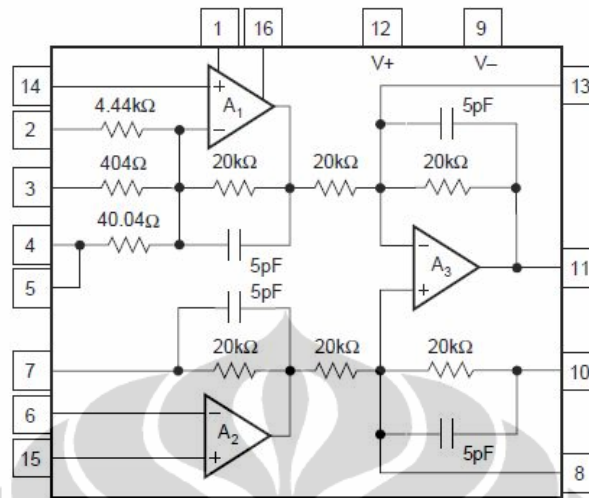 1 16 12 9
V+ V–
14 13
4.44kΩ + A1 5pF
2 –
404Ω 20kΩ 20kΩ 20kΩ
3
40.04Ω
4 – A3
5pF 11
5 5pF +
20kΩ 20kΩ 20kΩ
7 10
6 – A2
15 + 5pF
8